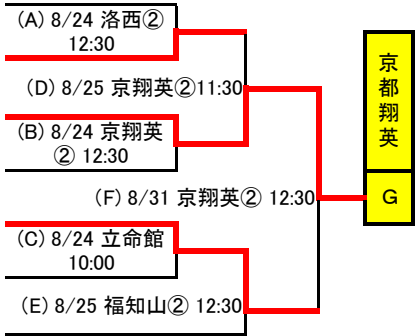 (A) 8/24 洛西②
12:30
(D) 8/25 京翔英②11:30
(B) 8/24 京翔英
② 12:30
(F) 8/31 京翔英② 12:30
(C) 8/24 立命館
10:00
(E) 8/25 福知山② 12:30
京都翔英
G